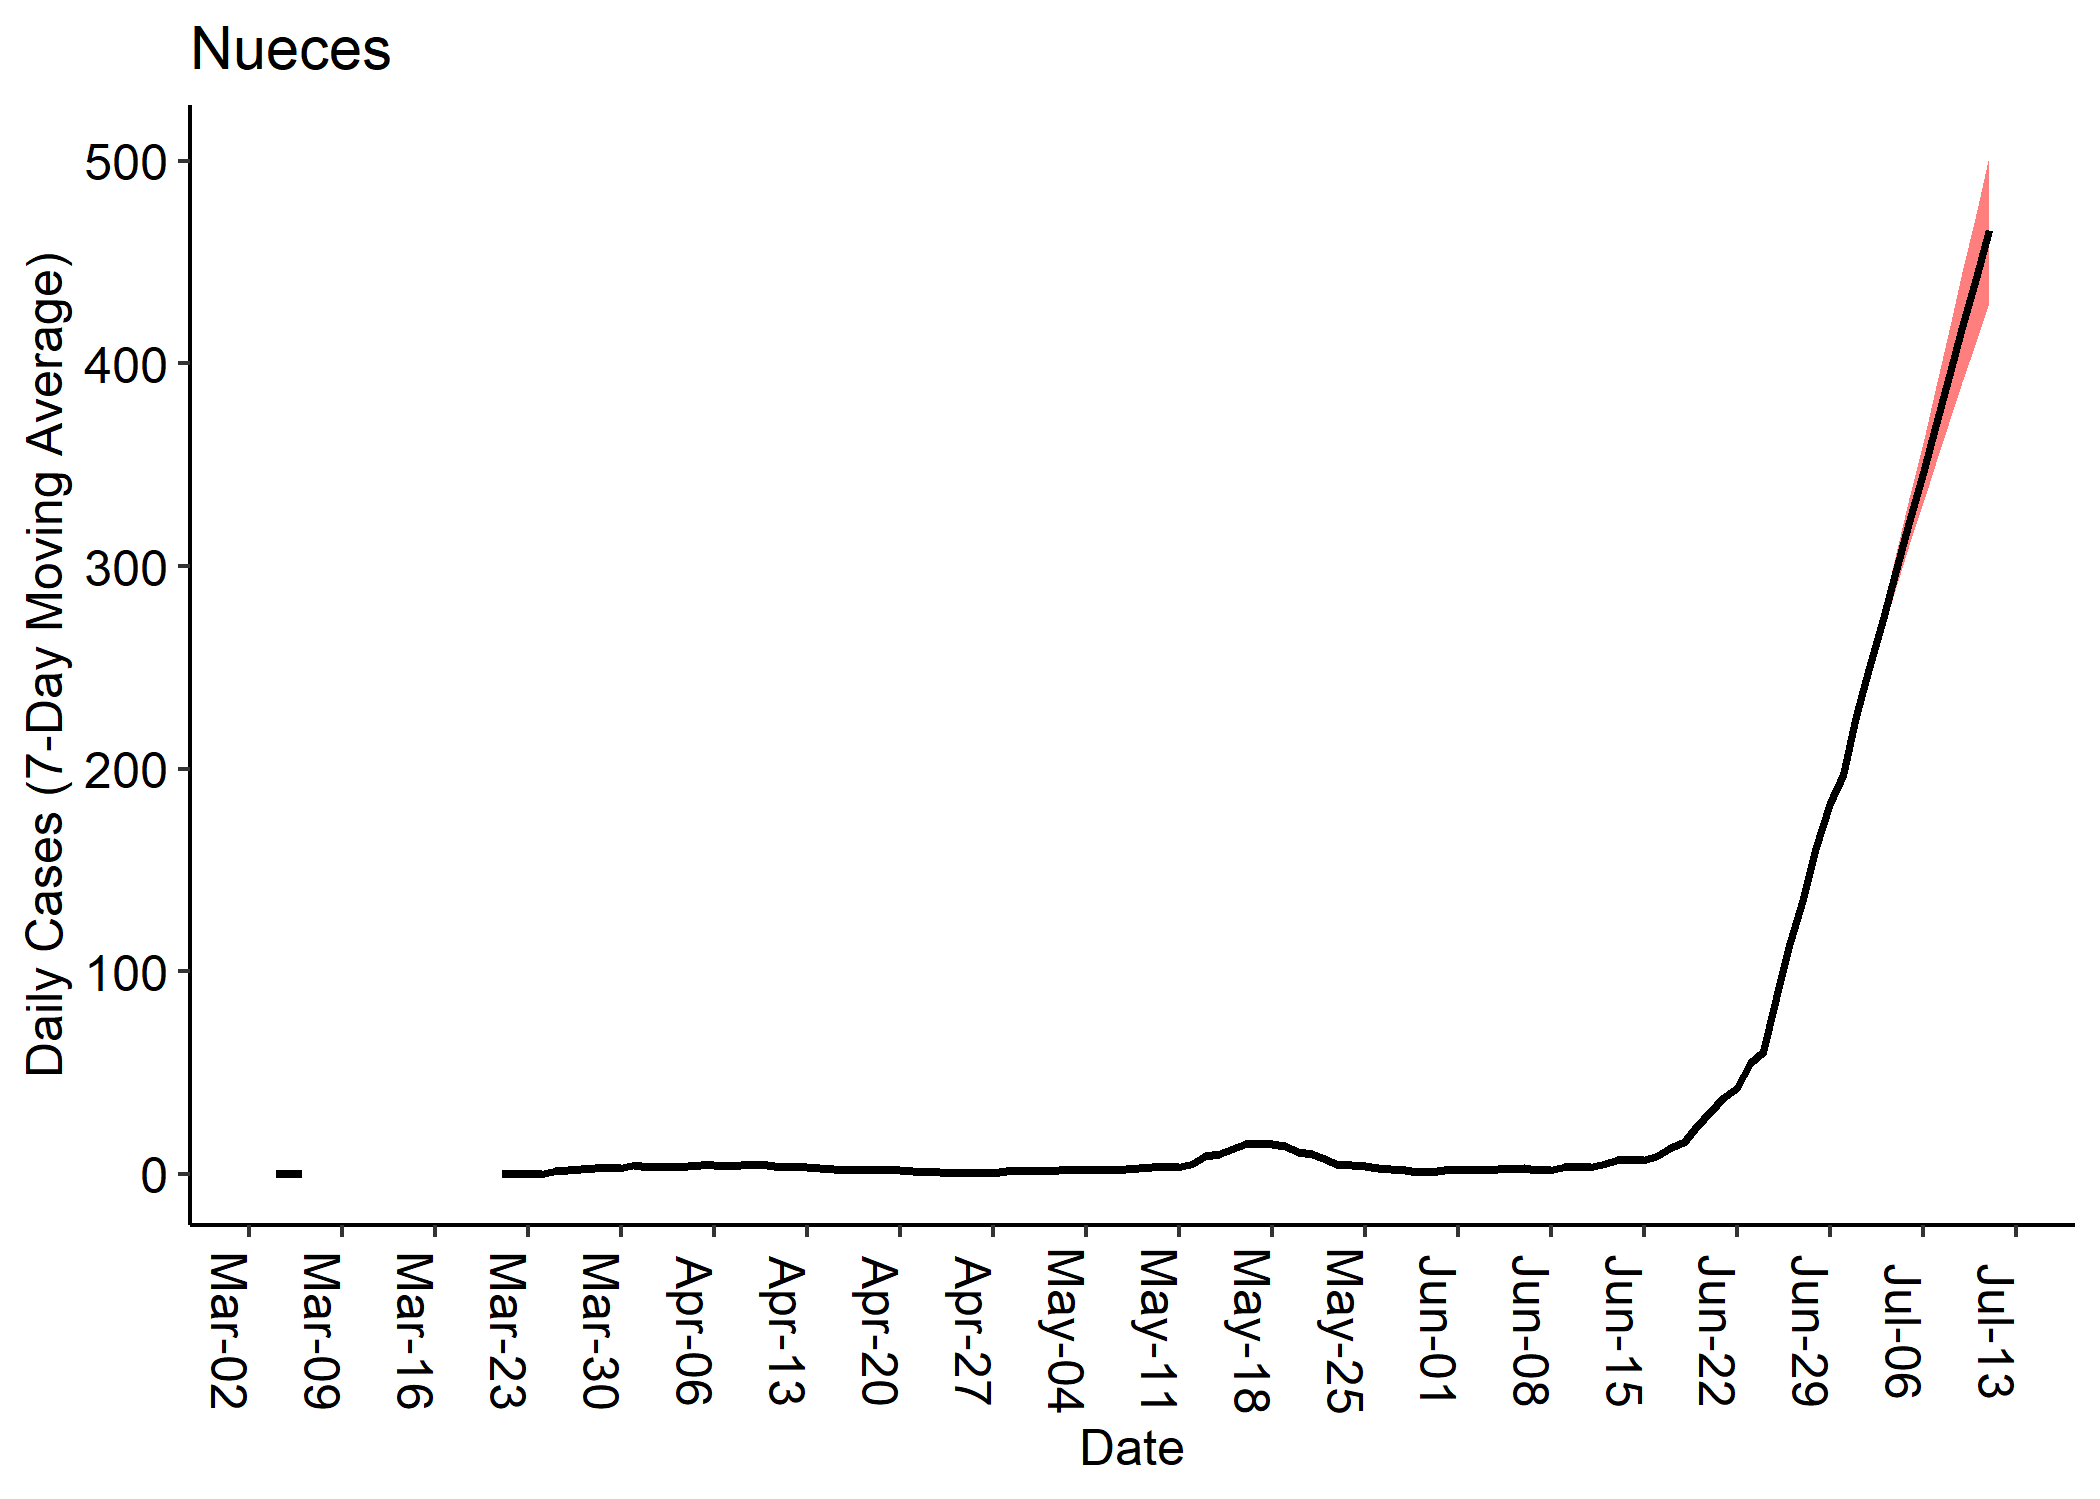 Nueces
Daily Cases (7-Day Moving Average)
500
400
300
200
100
0
Mar-02
Mar-09
Mar-16
Mar-23
Mar-30
Apr-06
Apr-13
Apr-20
Apr-27
May-04
May-11
May-18
May-25
Jun-01
Jun-08
Jun-15
Jun-22
Jun-29
Jul-06
Jul-13
Date